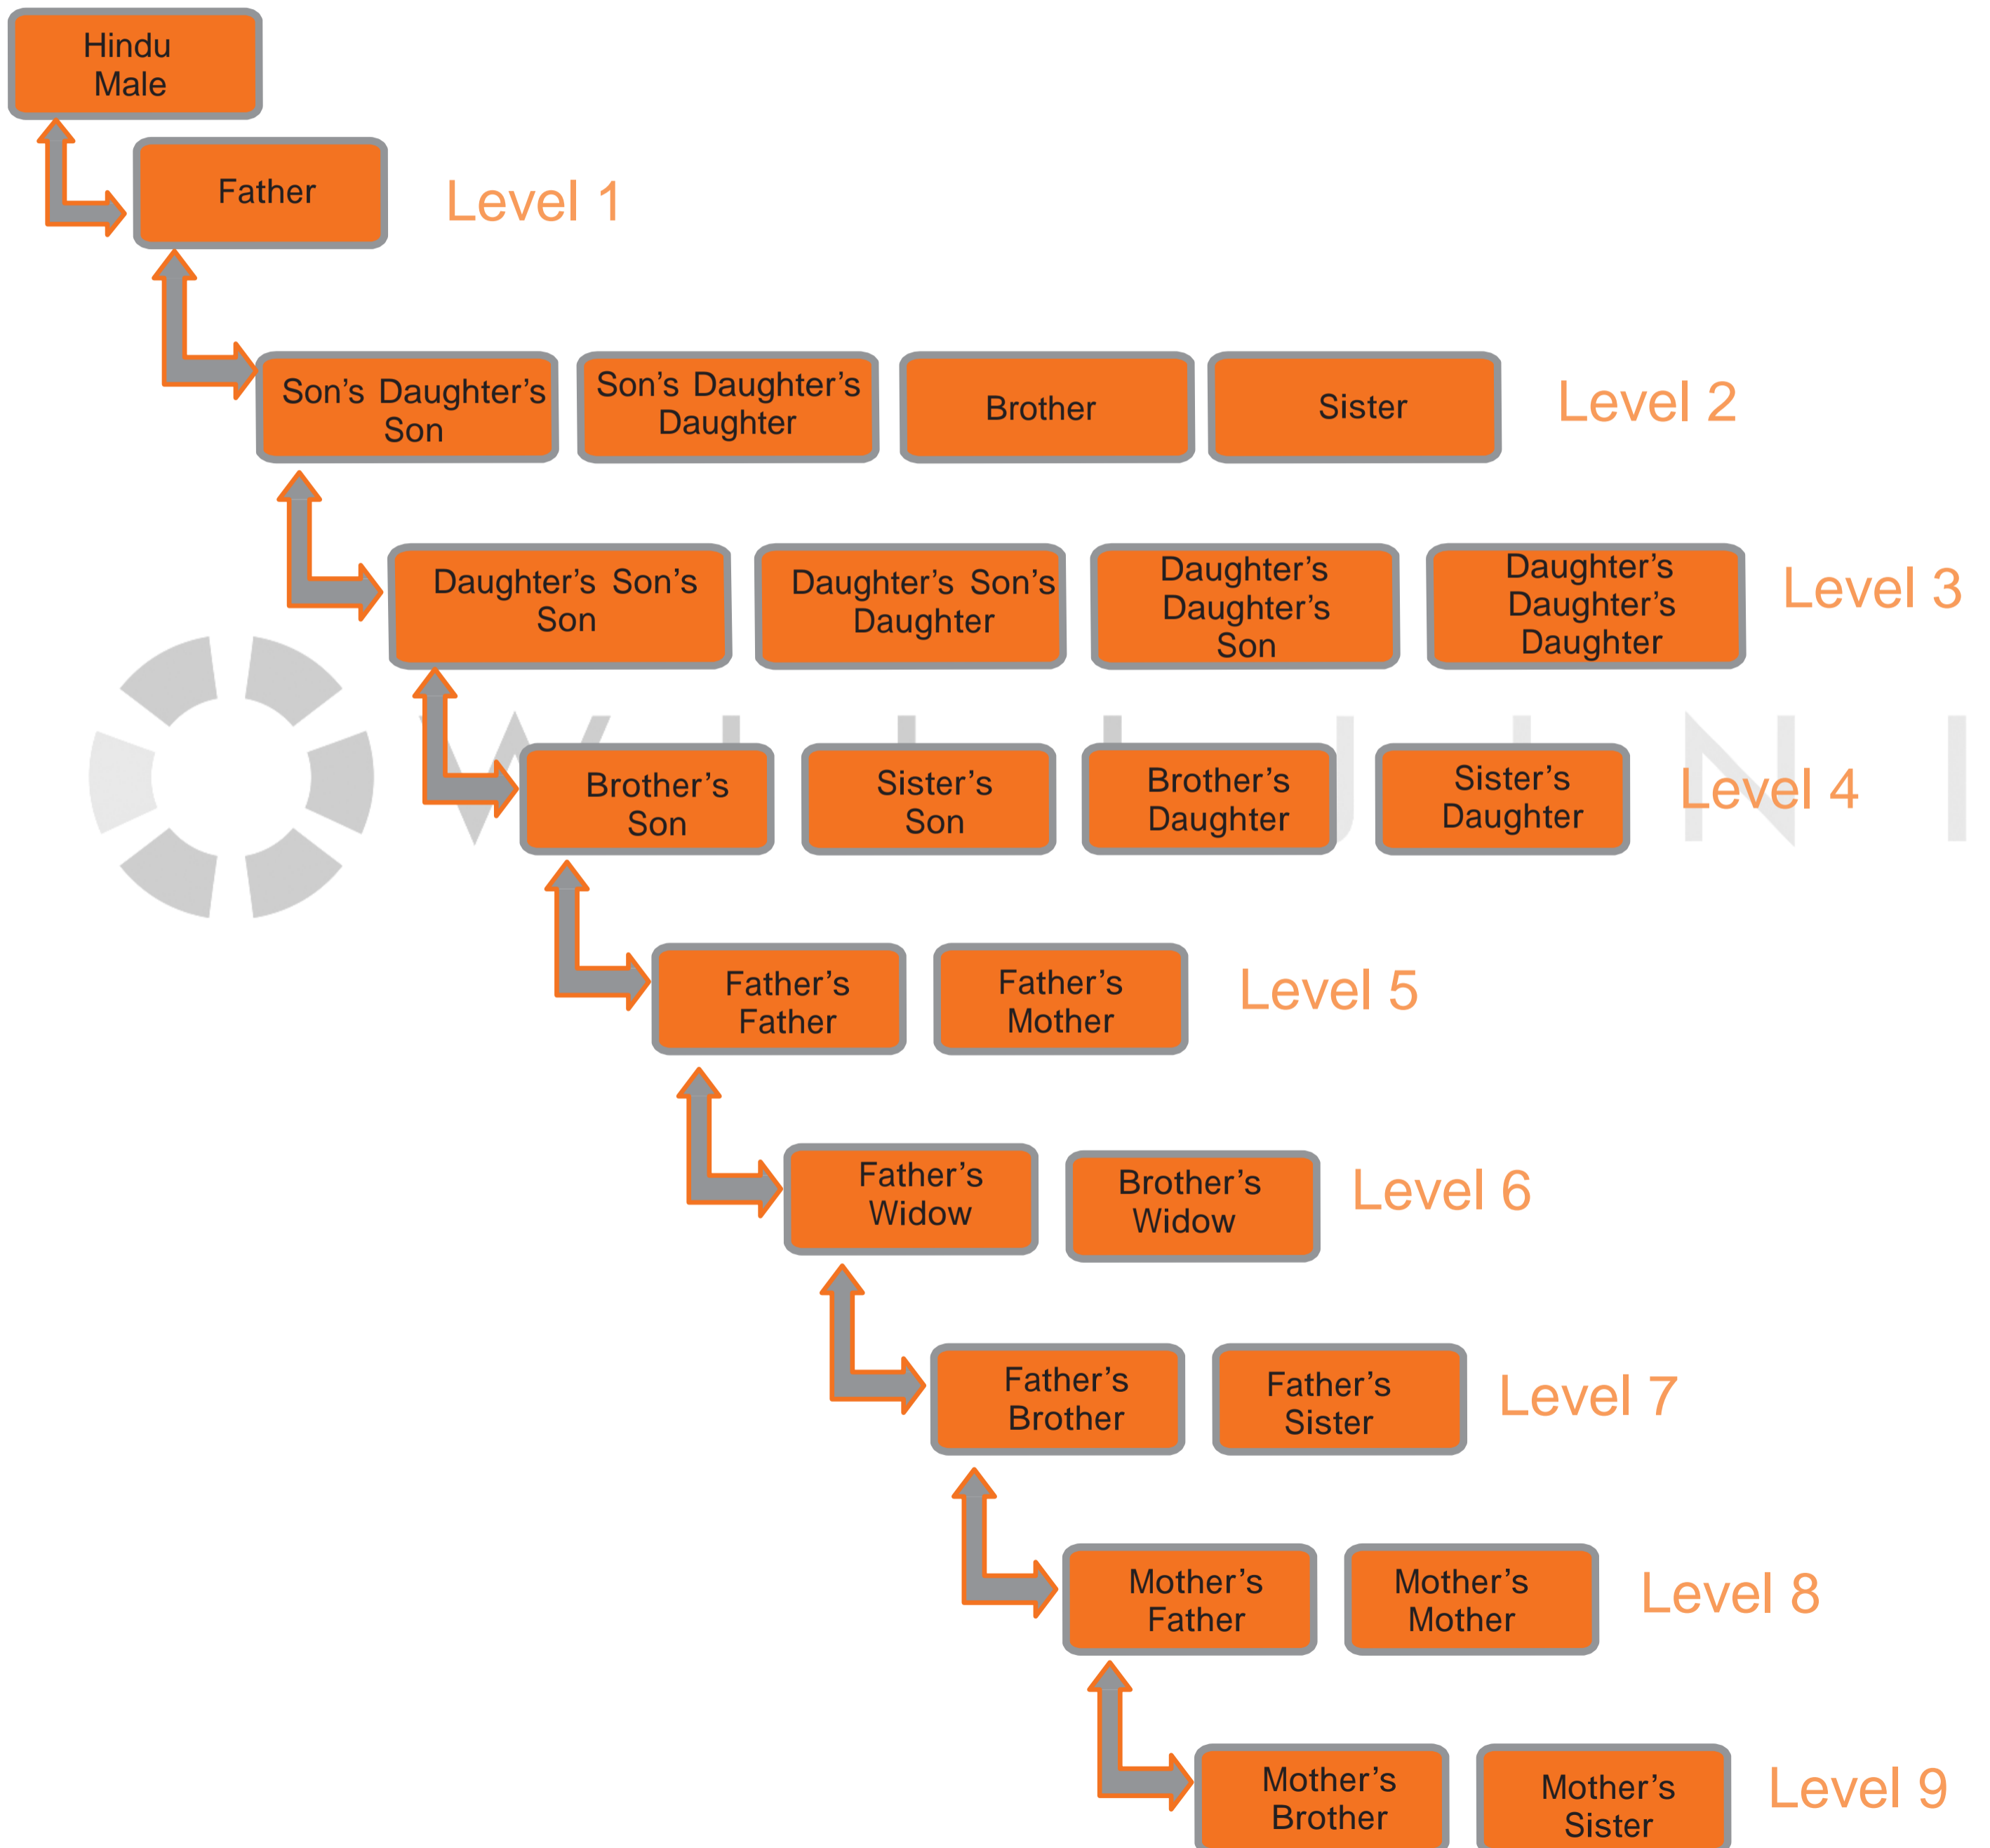 Hindu
Male
Father
Level 1
Son's Daughter's
Son
Son's Daughter's
Daughter
Brother
Sister
Level 2
Daughter's Son's
Son
Daughter's Son's
Daughter
Daughter's
Daughter's
Son
Daughter's
Daughter's
Daughter
Level 3
Brother's
Son
Sister's
Son
Brother's
Daughter
Sister's
Daughter
Level 4
Father's
Father
Father's
Mother
Level 5
Father's
Widow
Brother's
Widow
Level 6
Father's
Brother
Father's
Sister
Level 7
Mother's
Father
Mother's
Mother
Level 8
Mother's
Brother
Mother's
Sister
Level 9